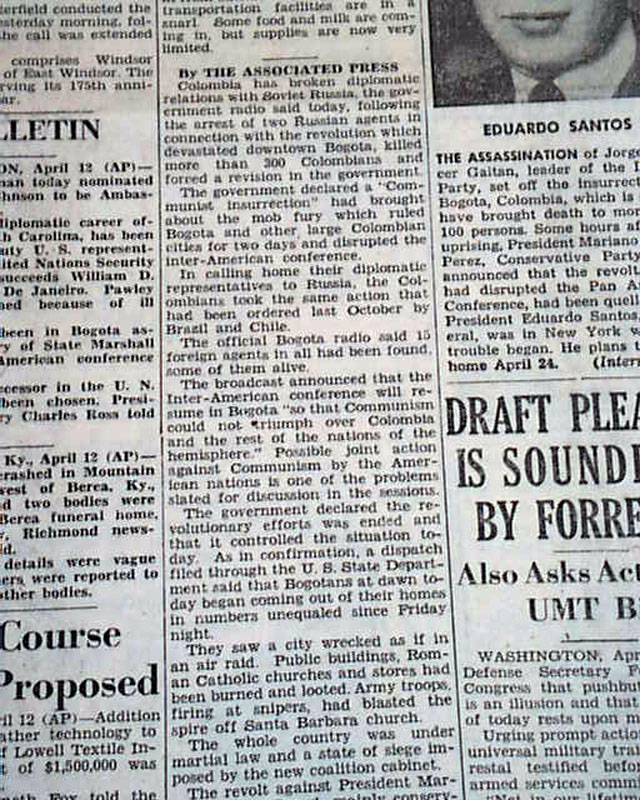 terfield conducted the
esterday morning, fol-
he call was extended
comprises Windsor
of East Windsor. The
rving its 175th anni-
ar.
LLETIN
ON, April 12 (AP)—
man today nominated
hnson to be Ambas-
diplomatic career of-
h Carolina, has been
uty U. S. represent-
ited Nations Security
succeeds William D.
De Janeiro. Pawley
ned because of ill
been in Bogota as-
y of State Marshall
American conference
ccessor in the U. N.
been chosen. Presi-
ry Charles Ross told
Ky., April 12 (AP)—
crashed in Mountain
west of Berea, Ky.,
d two bodies were
Berea funeral home,
Richmond news-
id.
details were vague
ers were reported to
ther bodies.
Course
Proposed
il 12 (AP)—Addition
ather technology to
f Lowell Textile In-
t of $1,500,000 was
Fox told the
transportation facilities are in a
snarl. Some food and milk are com-
ing in, but supplies are now very
limited.
By THE ASSOCIATED PRESS
Colombia has broken diplomatic
relations with Soviet Russia, the gov-
ernment radio said today, following
the arrest of two Russian agents in
connection with the revolution which
devastated downtown Bogota, killed
more than 300 Colombians and
forced a revision in the government.
The government declared a "Com-
munist insurrection" had brought
about the mob fury which ruled
Bogota and other large Colombian
cities for two days and disrupted the
inter-American conference.
In calling home their diplomatic
representatives to Russia, the Col-
ombians took the same action that
had been ordered last October by
Brazil and Chile.
The official Bogota radio said 15
foreign agents in all had been found,
some of them alive.
The broadcast announced that the
Inter-American conference will re-
sume in Bogota "so that Communism
could not triumph over Colombia
and the rest of the nations of the
hemisphere." Possible joint action
against Communism by the Amer-
ican nations is one of the problems
slated for discussion in the sessions.
The government declared the re-
volutionary efforts was ended and
that it controlled the situation to-
day. As in confirmation, a dispatch
filed through the U. S. State Depart-
ment said that Bogotans at dawn to-
day began coming out of their homes
in numbers unequaled since Friday
night.
They saw a city wrecked as if in
an air raid. Public buildings, Rom-
an Catholic churches and stores had
been burned and looted. Army troops,
firing at snipers, had blasted the
spire off Santa Barbara church.
The whole country was under
martial law and a state of siege im-
posed by the new coalition cabinet.
The revolt against President Mar-
mainly conserv-
EDUARDO SANTOS
THE ASSASSINATION of Jorge
cer Gaitan, leader of the L
Party, set off the insurrect
Bogota, Colombia, which is
have brought death to mor
100 persons. Some hours af
uprising, President Mariano
Perez, Conservative Party
announced that the revolt
had disrupted the Pan A
Conference, had been quell
President Eduardo Santos,
eral, was in New York w
trouble began. He plans t
home April 24. (Intern
DRAFT PLEA
IS SOUNDE
BY FORRE
Also Asks Act
UMT B
WASHINGTON, Apr
Defense Secretary F
Congress that pushbut
is an illusion and that
of today rests upon m
Urging prompt action
universal military tra
restal testified before
armed services comm